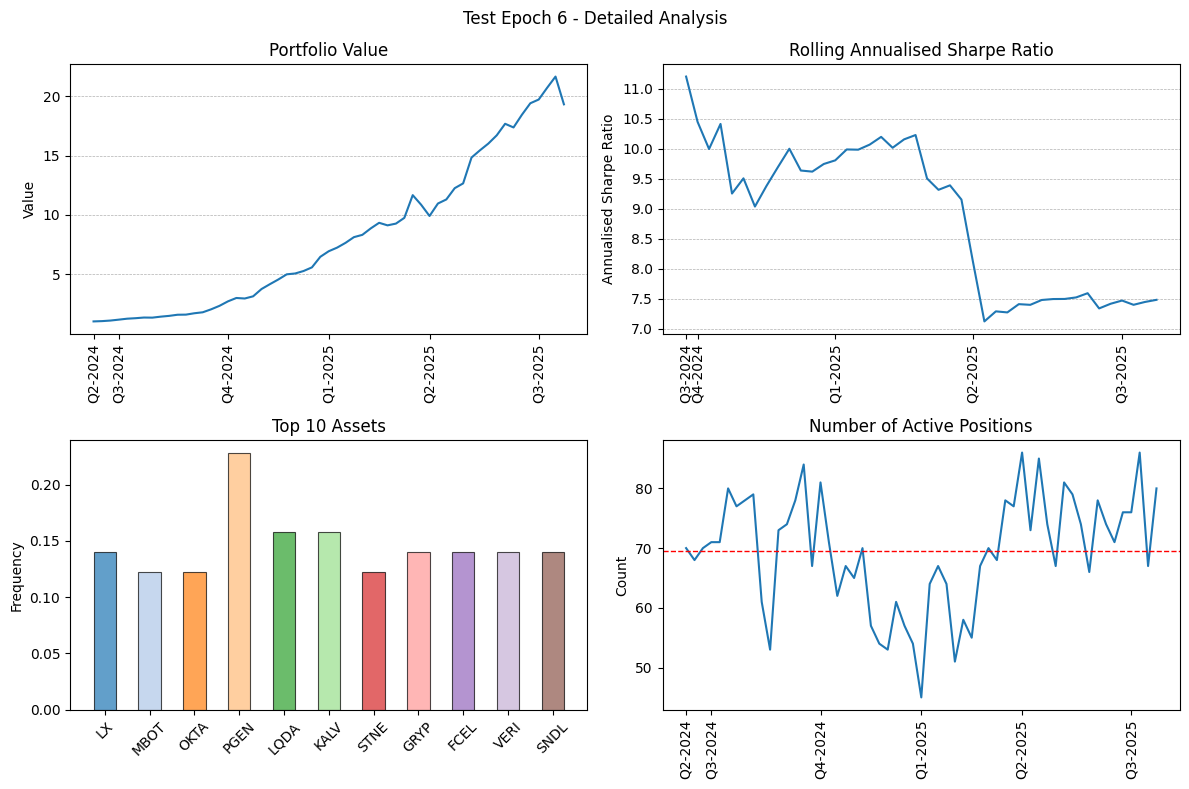 Test Epoch 6 - Detailed Analysis
Portfolio Value
Value
20
15
10
5
Q2-2024
Q3-2024
Q4-2024
Q1-2025
Q2-2025
Q3-2025
Rolling Annualised Sharpe Ratio
Annualised Sharpe Ratio
11.0
10.5
10.0
9.5
9.0
8.5
8.0
7.5
7.0
Q3-2024
Q4-2024
Q1-2025
Q2-2025
Q3-2025
Top 10 Assets
Frequency
0.20
0.15
0.10
0.05
0.00
LX
MBOT
OKTA
PGEN
LQDA
KALV
STNE
GRYP
FCEL
VERI
SNDL
Number of Active Positions
Count
80
70
60
50
Q2-2024
Q3-2024
Q4-2024
Q1-2025
Q2-2025
Q3-2025